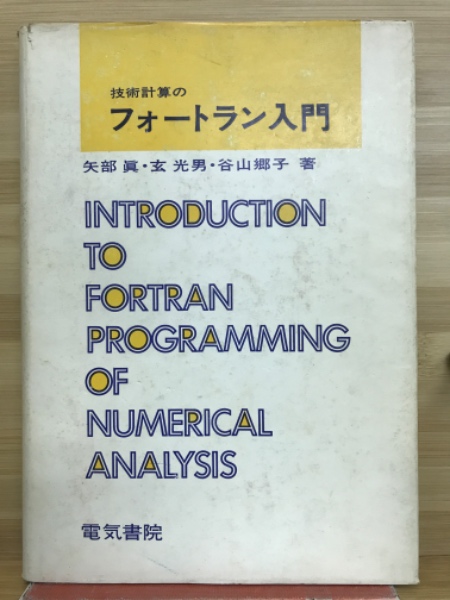 技術計算の
フォートラン入門
矢部 眞・玄 光男・谷山郷子 著
INTRODUCTION
TO
FORTRAN
PROGRAMMING
OF
NUMERICAL
ANALYSIS
電気書院